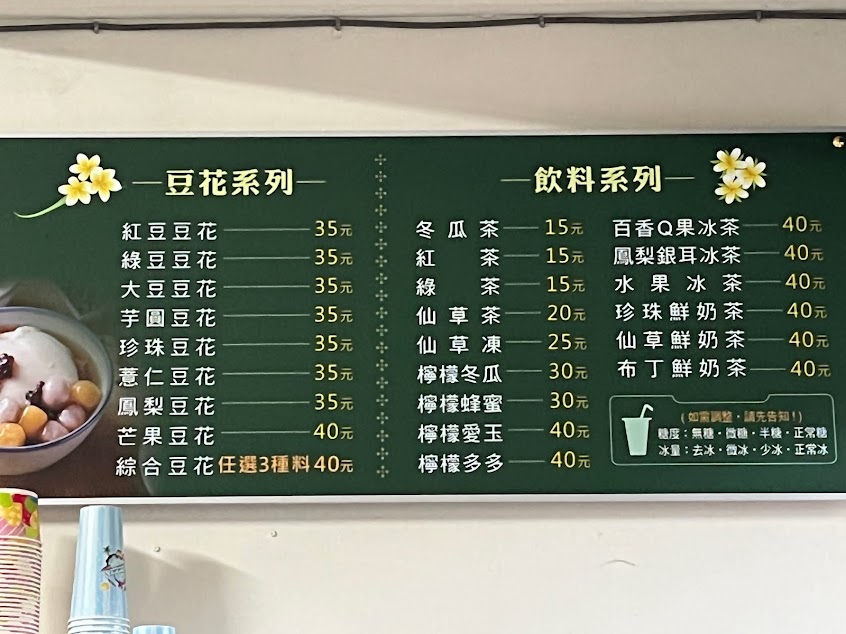 豆花系列
紅豆豆花 35元
綠豆豆花 35元
大豆豆花 35元
芋圓豆花 35元
珍珠豆花 35元
薏仁豆花 35元
鳳梨豆花 35元
芒果豆花 40元
綜合豆花 任選3種料 40元
飲料系列
冬瓜茶 15元
紅茶 15元
綠茶 15元
仙草茶 20元
仙草凍 25元
檸檬冬瓜 30元
檸檬蜂蜜 30元
檸檬愛玉 40元
檸檬多多 40元
百香Q果冰茶 40元
鳳梨銀耳冰茶 40元
水果冰茶 40元
珍珠鮮奶茶 40元
仙草鮮奶茶 40元
布丁鮮奶茶 40元
(如需調整,請先告知!)
糖度:無糖・微糖・半糖・正常糖
冰量:去冰・微冰・少冰・正常冰